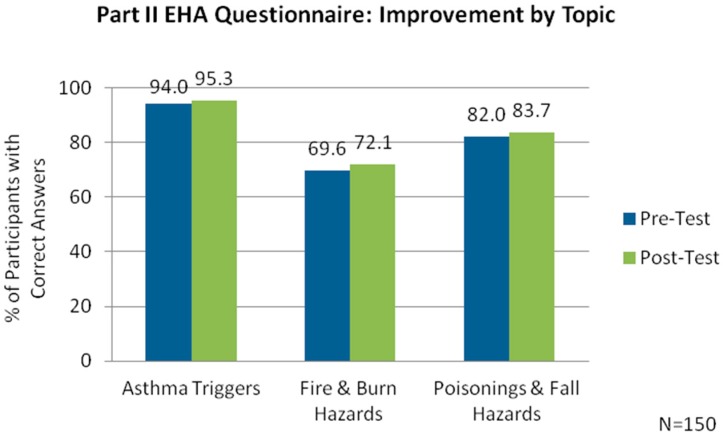 Part II EHA Questionnaire: Improvement by Topic
% of Participants with
Correct Answers
100
80
60
40
20
0
94.0
95.3
69.6
72.1
82.0
83.7
Asthma Triggers
Fire & Burn
Hazards
Poisonings & Fall
Hazards
Pre-Test
Post-Test
N=150